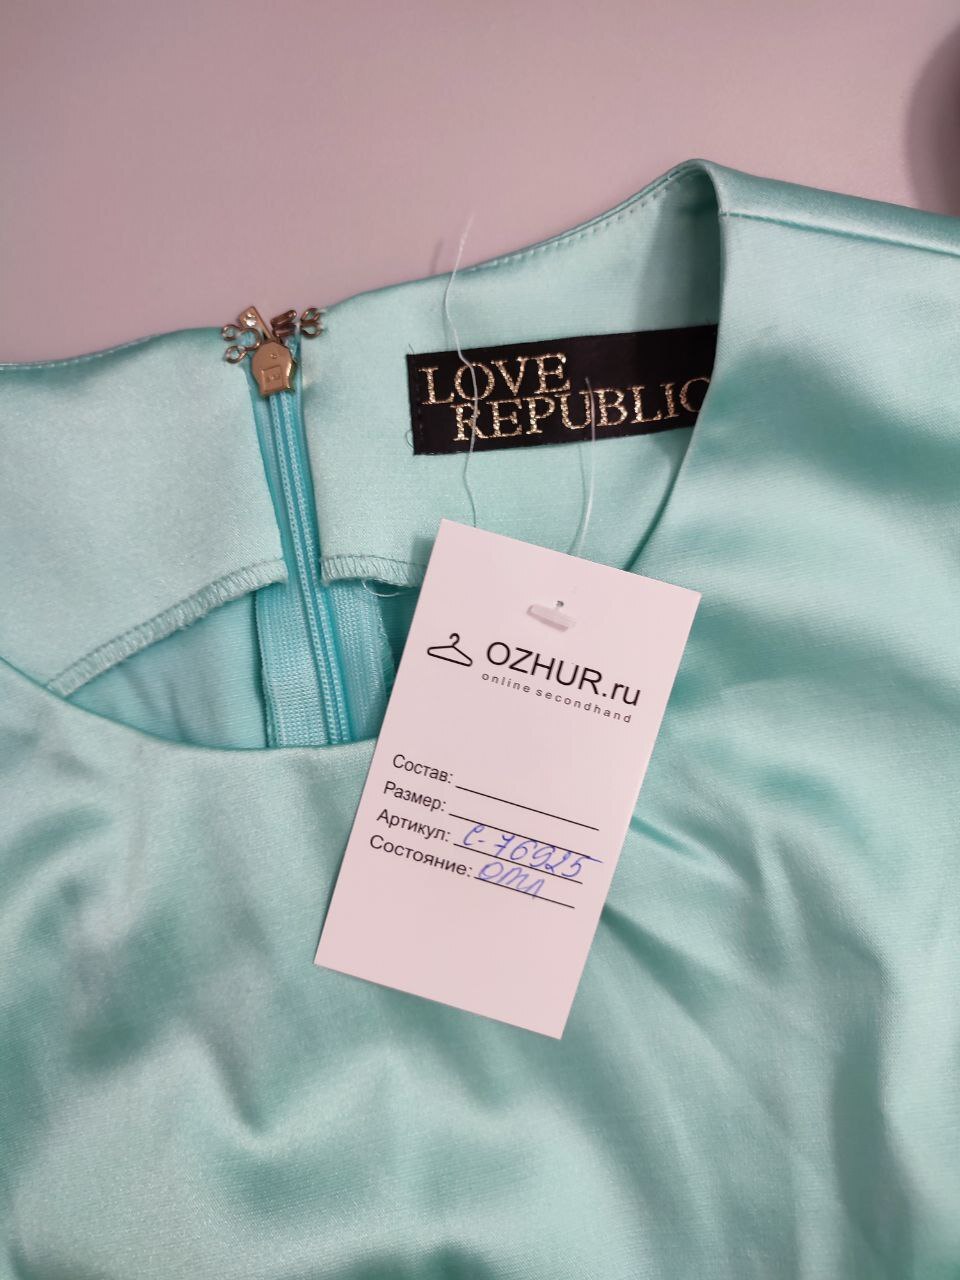 LOVE
REPUBLIC
OZHUR.ru
online secondhand
Состав:
Размер:
Артикул: С-76925
Состояние: отл